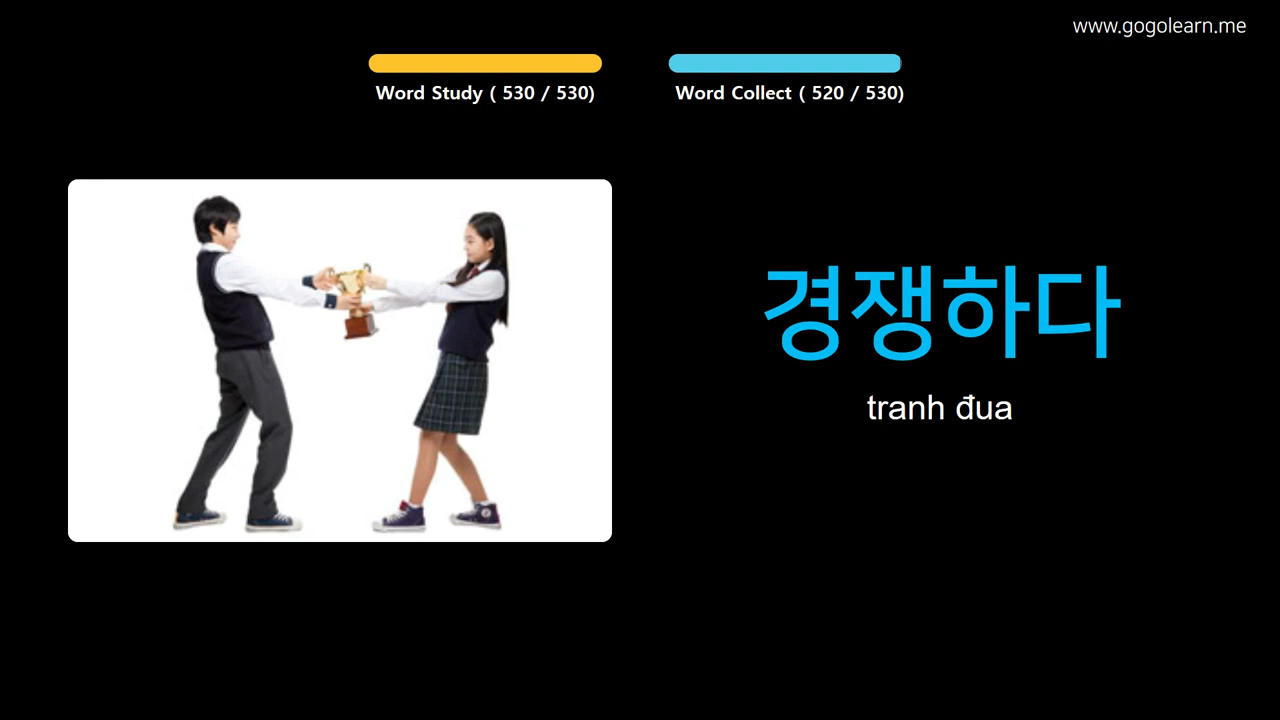 www.gogolearn.me
Word Study ( 530 / 530)
Word Collect ( 520 / 530)
경쟁하다
tranh đua